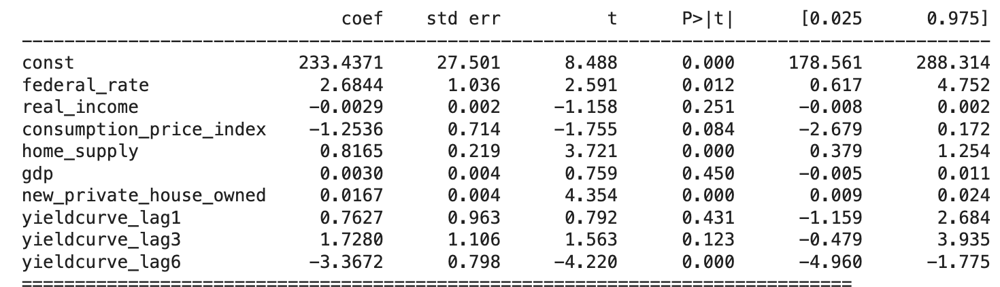 coef std err t P>|t| [0.025 0.975]
------------------------------------------------------------------------------------------
const 233.4371 27.501 8.488 0.000 178.561 288.314
federal_rate 2.6844 1.036 2.591 0.012 0.617 4.752
real_income -0.0029 0.002 -1.158 0.251 -0.008 0.002
consumption_price_index -1.2536 0.714 -1.755 0.084 -2.679 0.172
home_supply 0.8165 0.219 3.721 0.000 0.379 1.254
gdp 0.0030 0.004 0.759 0.450 -0.005 0.011
new_private_house_owned 0.0167 0.004 4.354 0.000 0.009 0.024
yieldcurve_lag1 0.7627 0.963 0.792 0.431 -1.159 2.684
yieldcurve_lag3 1.7280 1.106 1.563 0.123 -0.479 3.935
yieldcurve_lag6 -3.3672 0.798 -4.220 0.000 -4.960 -1.775
==============================================================================